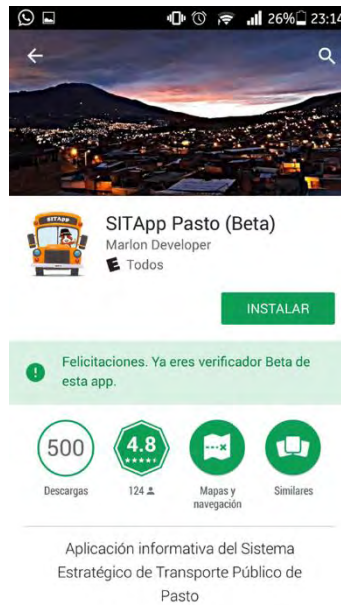 26% 23:14
SITAPP
SITApp Pasto (Beta)
Marlon Developer
E Todos
INSTALAR
Felicitaciones. Ya eres verificador Beta de
esta app.
500
4.8
Descargas
124
Mapas y
navegación
Similares
Aplicación informativa del Sistema
Estratégico de Transporte Público de
Pasto